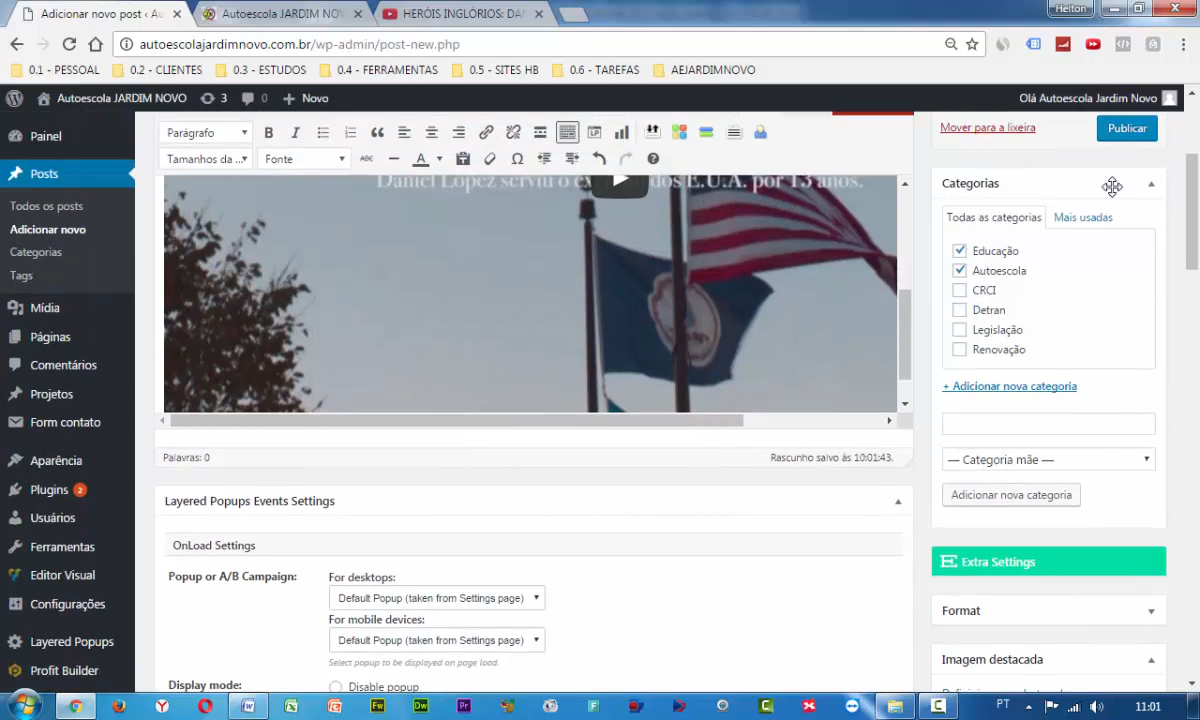 Adicionar novo post ‹ Au
Autoescola JARDIM NOVO
HERÓIS INGLÓRIOS: DAN
Helton
autoescolajardimnovo.com.br/wp-admin/post-new.php
0.1 - PESSOAL
0.2 - CLIENTES
0.3 - ESTUDOS
0.4 - FERRAMENTAS
0.5 - SITES HB
0.6 - TAREFAS
AEJARDIMNOVO
Autoescola JARDIM NOVO
3
0
Novo
Olá Autoescola Jardim Novo
Painel
Posts
Todos os posts
Adicionar novo
Categorias
Tags
Mídia
Páginas
Comentários
Projetos
Form contato
Aparência
Plugins 2
Usuários
Ferramentas
Editor Visual
Configurações
Layered Popups
Profit Builder
Parágrafo
B I
LP
Tamanhos da ...
Fonte
ABC
A
Daniel Lopez serviu o ex dos E.U.A. por 13 anos.
Palavras: 0
Rascunho salvo às 10:01:43.
Layered Popups Events Settings
OnLoad Settings
Popup or A/B Campaign:
For desktops:
Default Popup (taken from Settings page)
For mobile devices:
Default Popup (taken from Settings page)
Select popup to be displayed on page load.
Display mode:
Disable popup
Mover para a lixeira
Publicar
Categorias
Todas as categorias
Mais usadas
Educação
Autoescola
CRCI
Detran
Legislação
Renovação
+ Adicionar nova categoria
— Categoria mãe —
Adicionar nova categoria
Extra Settings
Format
Imagem destacada
Fw
Dw
Pr
PT
11:01